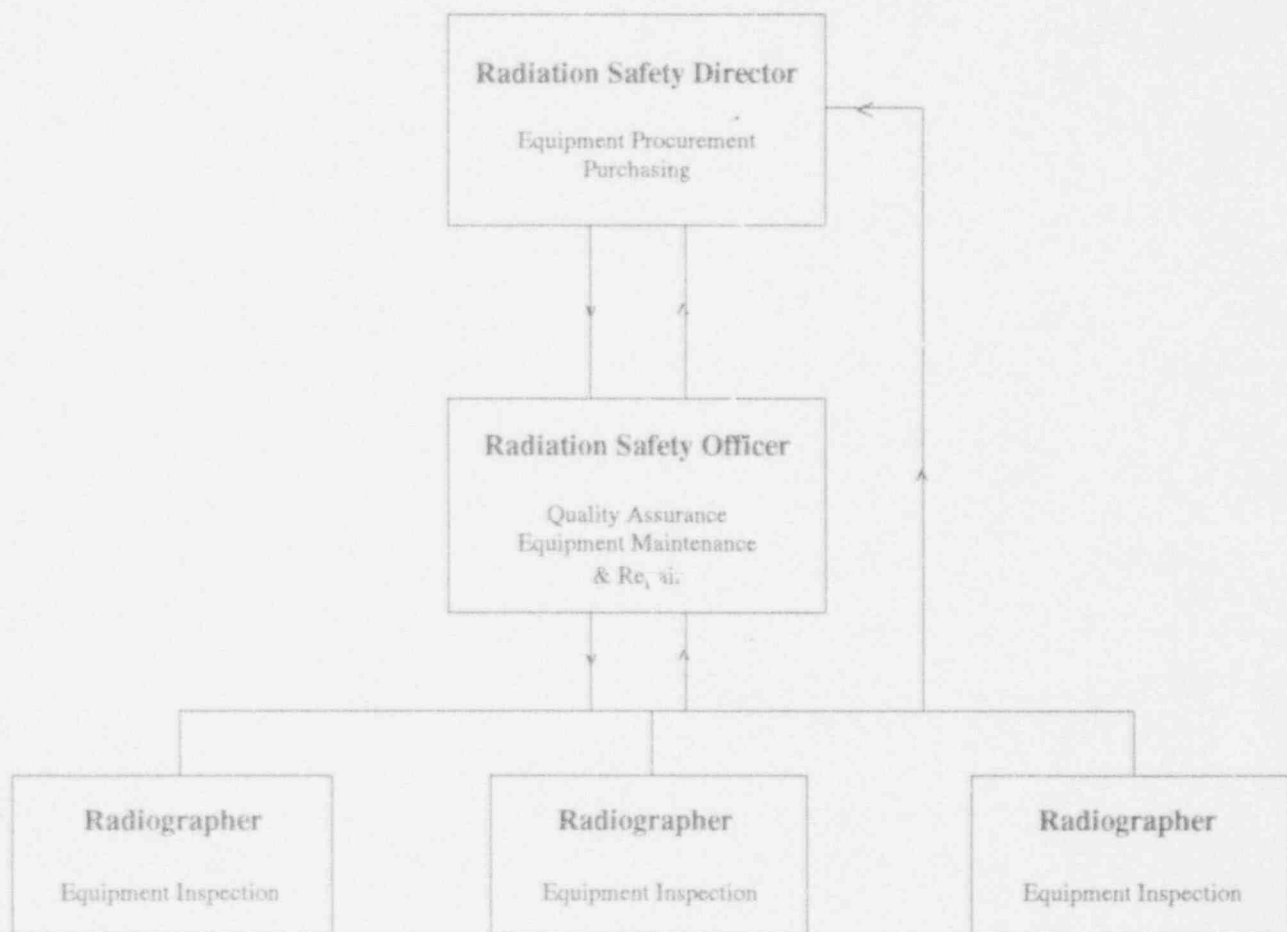 Radiation Safety Director
Equipment Procurement
Purchasing
Radiation Safety Officer
Quality Assurance
Equipment Maintenance
&
Radiographer
Equipment Inspection
Radiographer
Equipment Inspection
Radiographer
Equipment Inspection